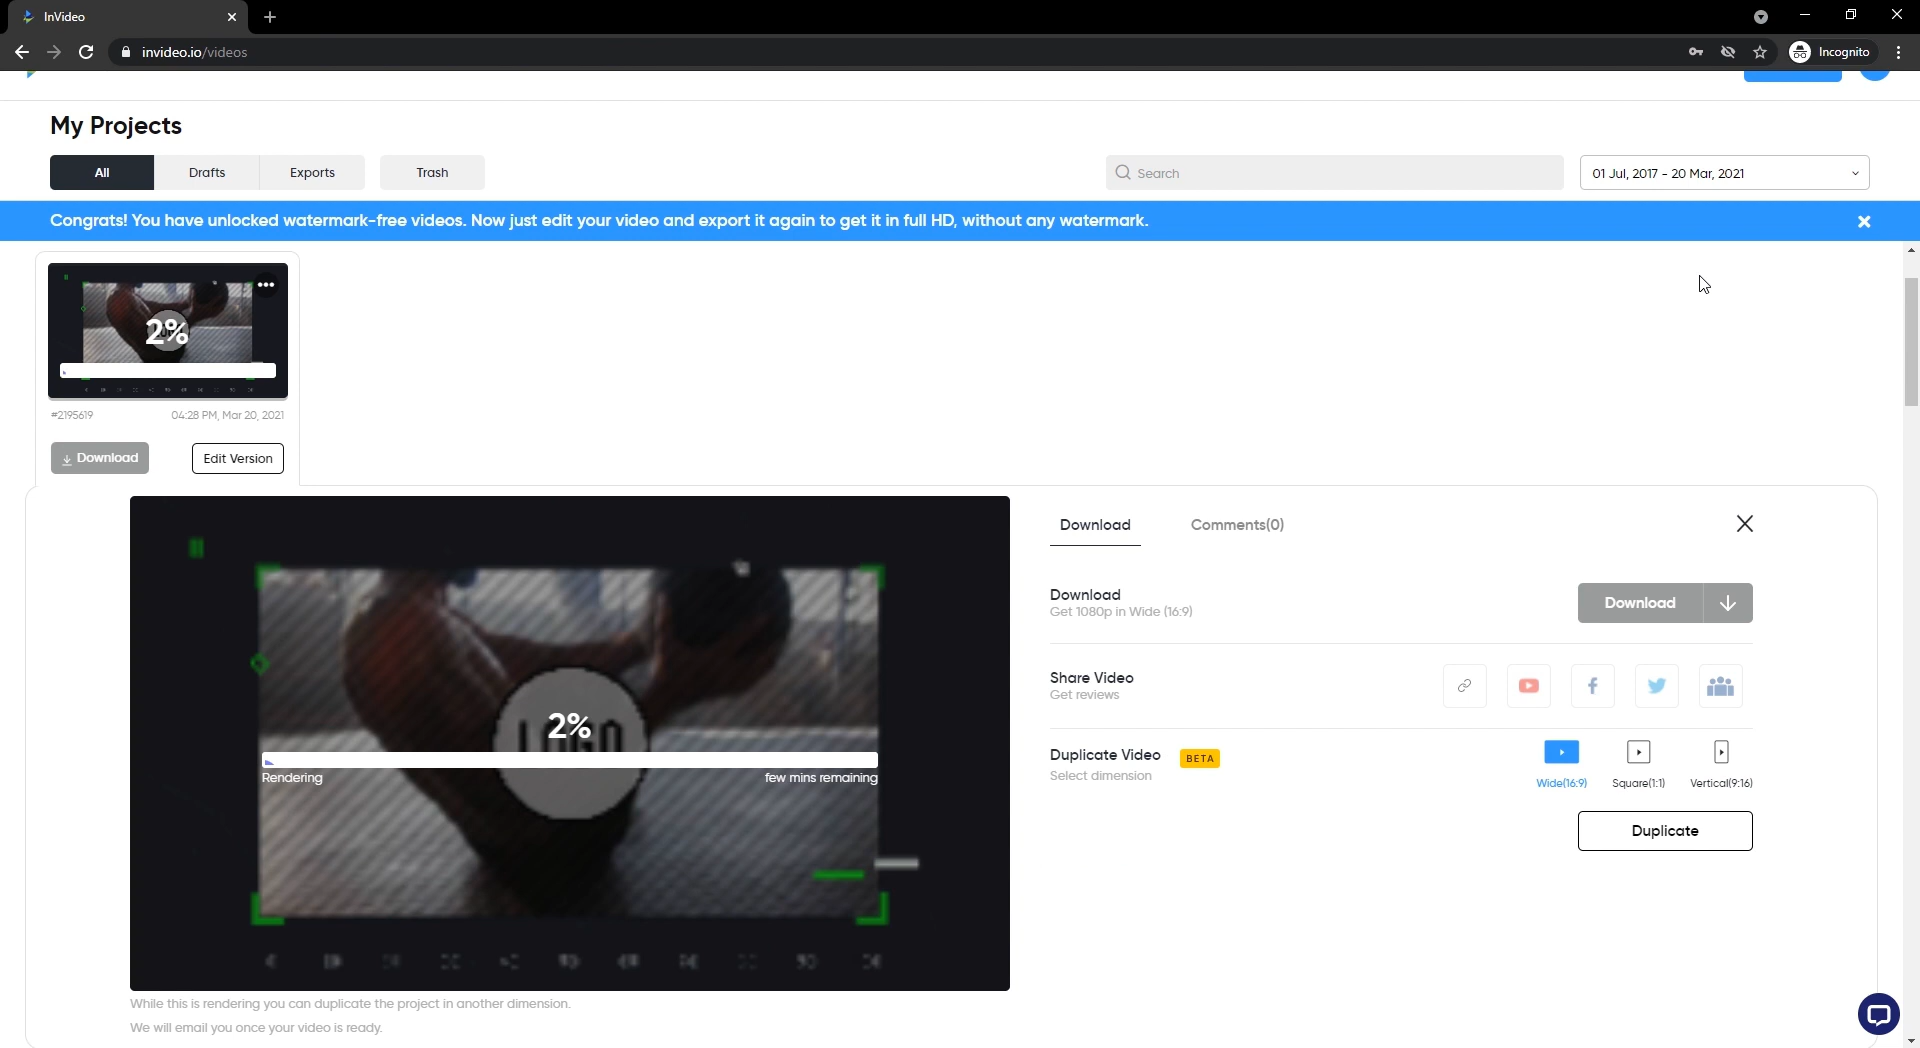 InVideo
invideo.io/videos
Incognito
My Projects
All
Drafts
Exports
Trash
Search
01 Jul, 2017 - 20 Mar, 2021
Congrats! You have unlocked watermark-free videos. Now just edit your video and export it again to get it in full HD, without any watermark.
2%
#2195619
04:28 PM, Mar 20, 2021
Download
Edit Version
Download
Comments(0)
Download
Get 1080p in Wide (16:9)
Download
Share Video
Get reviews
2%
LOGO
Rendering
few mins remaining
Duplicate Video
BETA
Select dimension
Wide(16:9)
Square(1:1)
Vertical(9:16)
Duplicate
While this is rendering you can duplicate the project in another dimension.
We will email you once your video is ready.